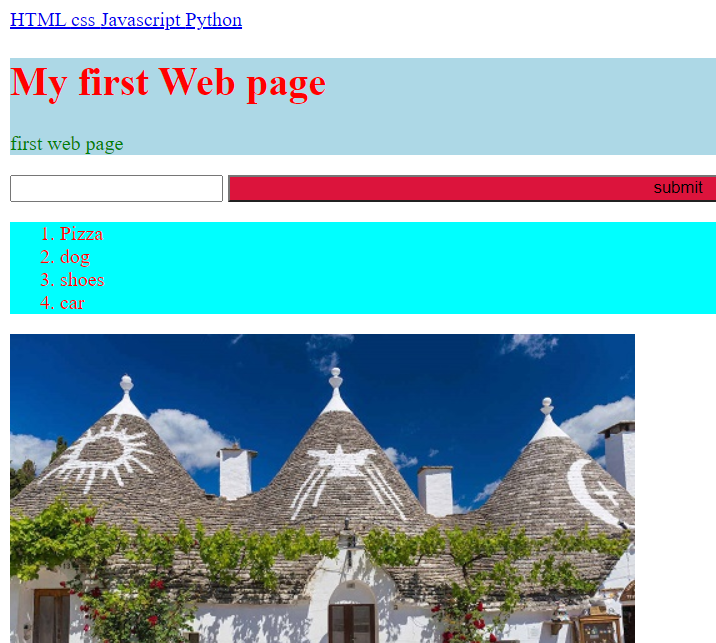 HTML css Javascript Python
My first Web page
first web page
submit
1. Pizza
2. dog
3. shoes
4. car